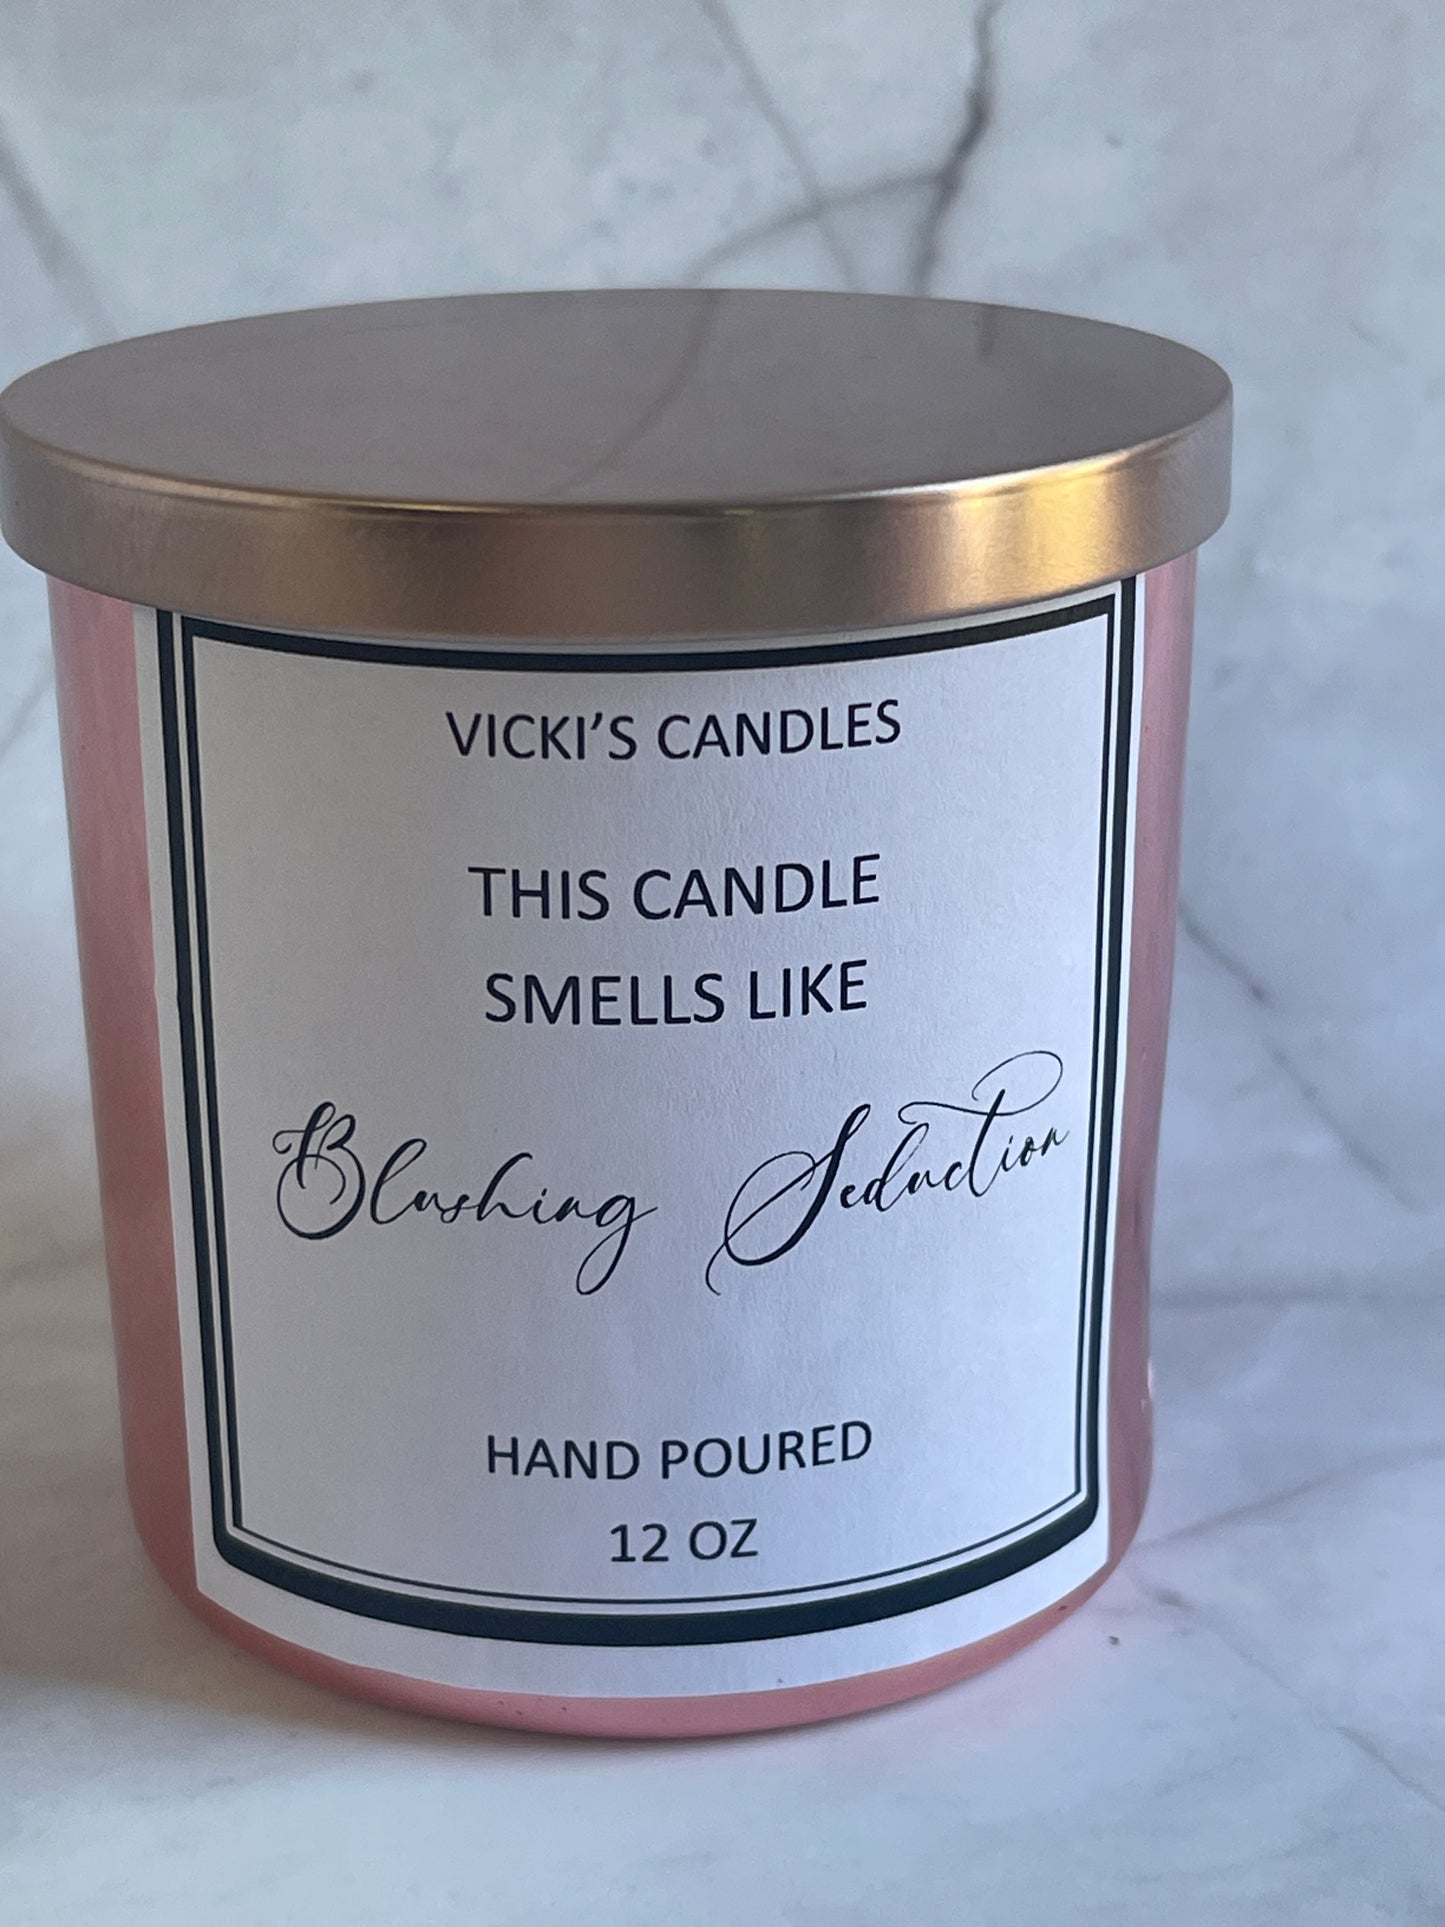 VICKI’S CANDLES
THIS CANDLE
SMELLS LIKE
Blushing Seduction
HAND POURED
12 OZ